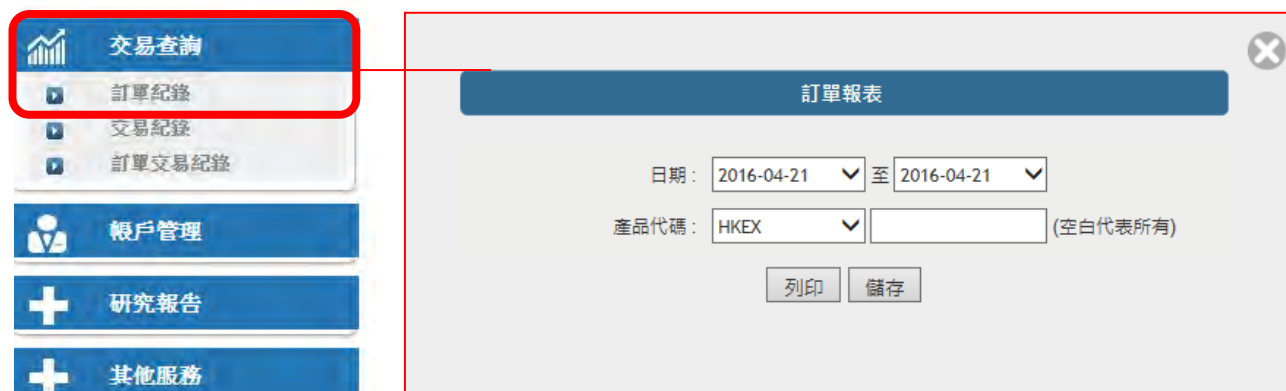 交易查詢
訂單紀錄
交易紀錄
訂單交易紀錄
帳戶管理
研究報告
其他服務
訂單報表
日期 : 2016-04-21 至 2016-04-21
產品代碼 : HKEX (空白代表所有)
列印 儲存